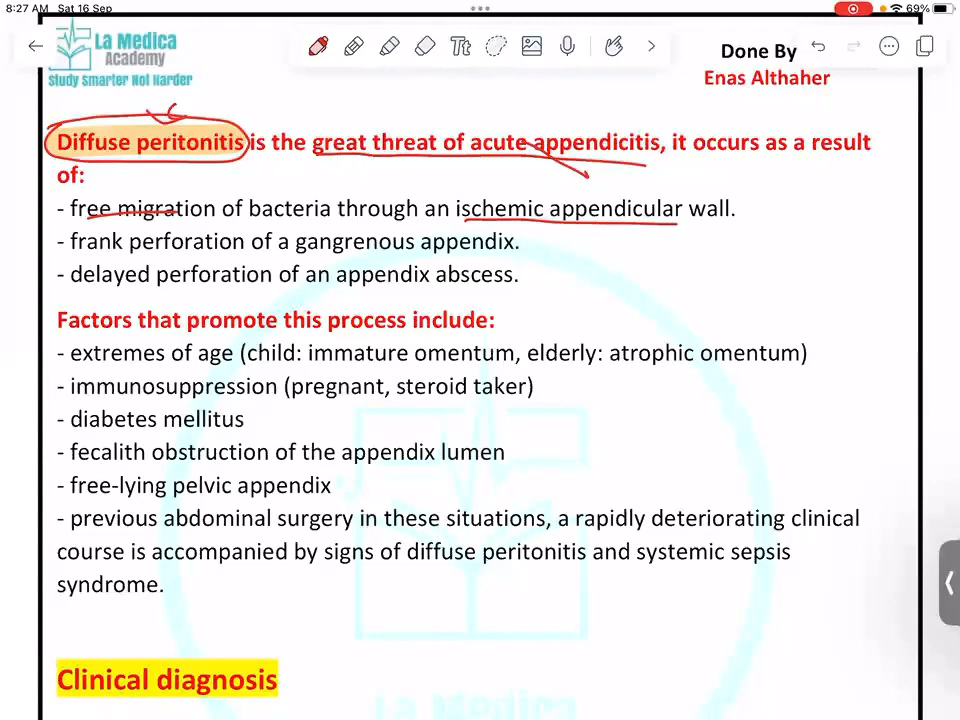 8:27 AM Sat 16 Sep
69%
La Medica
Academy
Study Smarter Not Harder
Tt
Done By
Enas Althaher
Diffuse peritonitis is the great threat of acute appendicitis, it occurs as a result
of:
- free migration of bacteria through an ischemic appendicular wall.
- frank perforation of a gangrenous appendix.
- delayed perforation of an appendix abscess.
Factors that promote this process include:
- extremes of age (child: immature omentum, elderly: atrophic omentum)
- immunosuppression (pregnant, steroid taker)
- diabetes mellitus
- fecalith obstruction of the appendix lumen
- free-lying pelvic appendix
- previous abdominal surgery in these situations, a rapidly deteriorating clinical
course is accompanied by signs of diffuse peritonitis and systemic sepsis
syndrome.
Clinical diagnosis
La Medica